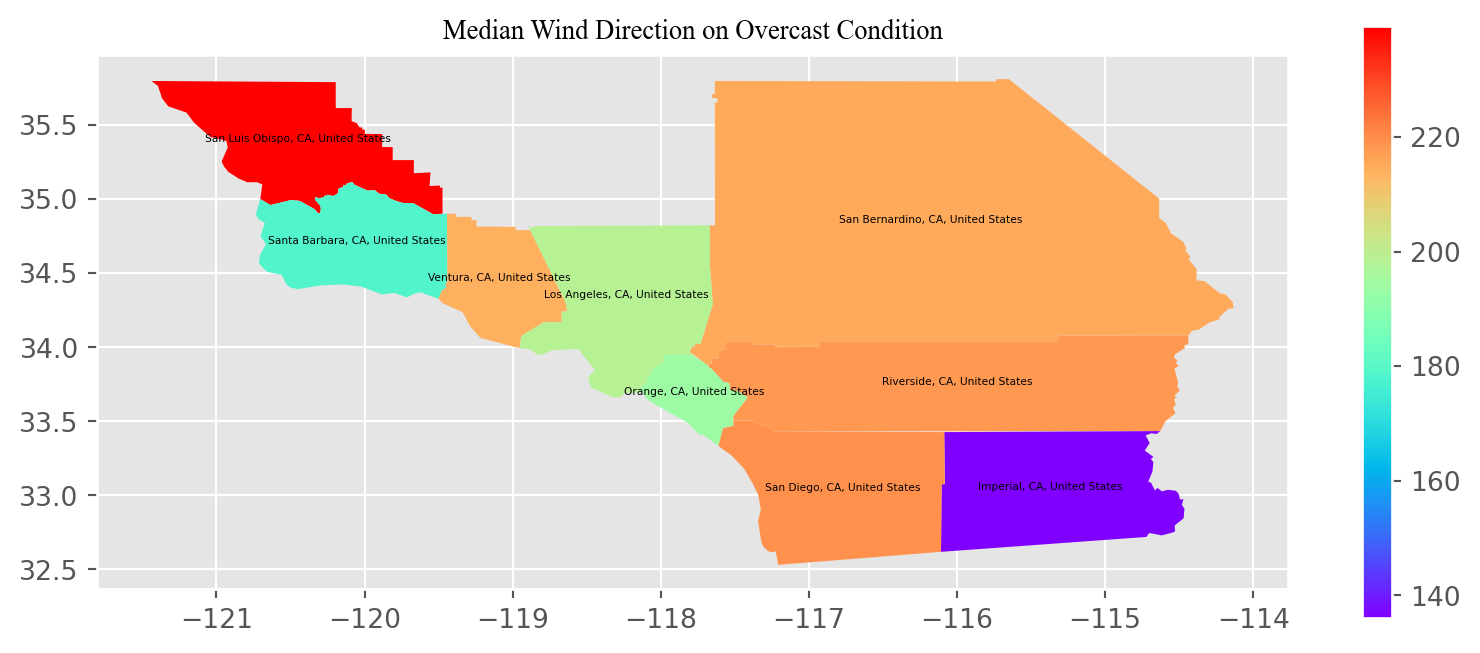 Median Wind Direction on Overcast Condition
35.5
35.0
34.5
34.0
33.5
33.0
32.5
San Luis Obispo, CA, United States
Santa Barbara, CA, United States
Ventura, CA, United States
Los Angeles, CA, United States
Orange, CA, United States
San Bernardino, CA, United States
Riverside, CA, United States
San Diego, CA, United States
Imperial, CA, United States
−121 −120 −119 −118 −117 −116 −115 −114
220
200
180
160
140